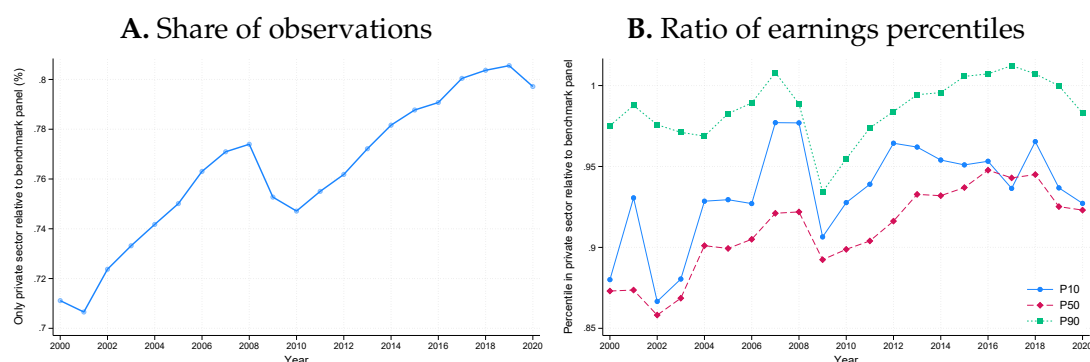 A. Share of observations
Only private sector relative to benchmark panel (%)
.8
.78
.76
.74
.72
.7
2000 2002 2004 2006 2008 2010 2012 2014 2016 2018 2020
Year
B. Ratio of earnings percentiles
Percentile in private sector relative to benchmark panel
1
.95
.9
.85
2000 2002 2004 2006 2008 2010 2012 2014 2016 2018 2020
Year
P10
P50
P90